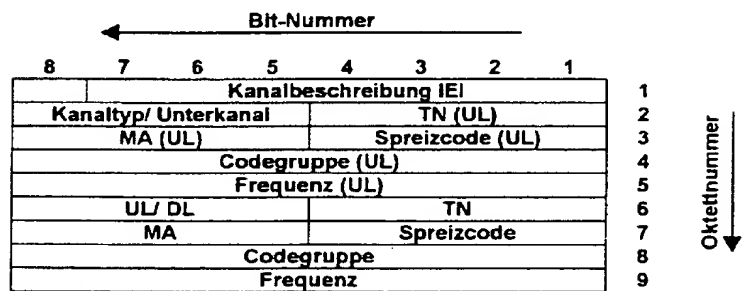 Bit-Nummer
8 7 6 5 4 3 2 1
Kanalbeschreibung IEI 1
Kanaltyp/ Unterkanal TN (UL) 2
MA (UL) Spreizcode (UL) 3
Codegruppe (UL) 4
Frequenz (UL) 5
UL/ DL TN 6
MA Spreizcode 7
Codegruppe 8
Frequenz 9
Oktettnummer